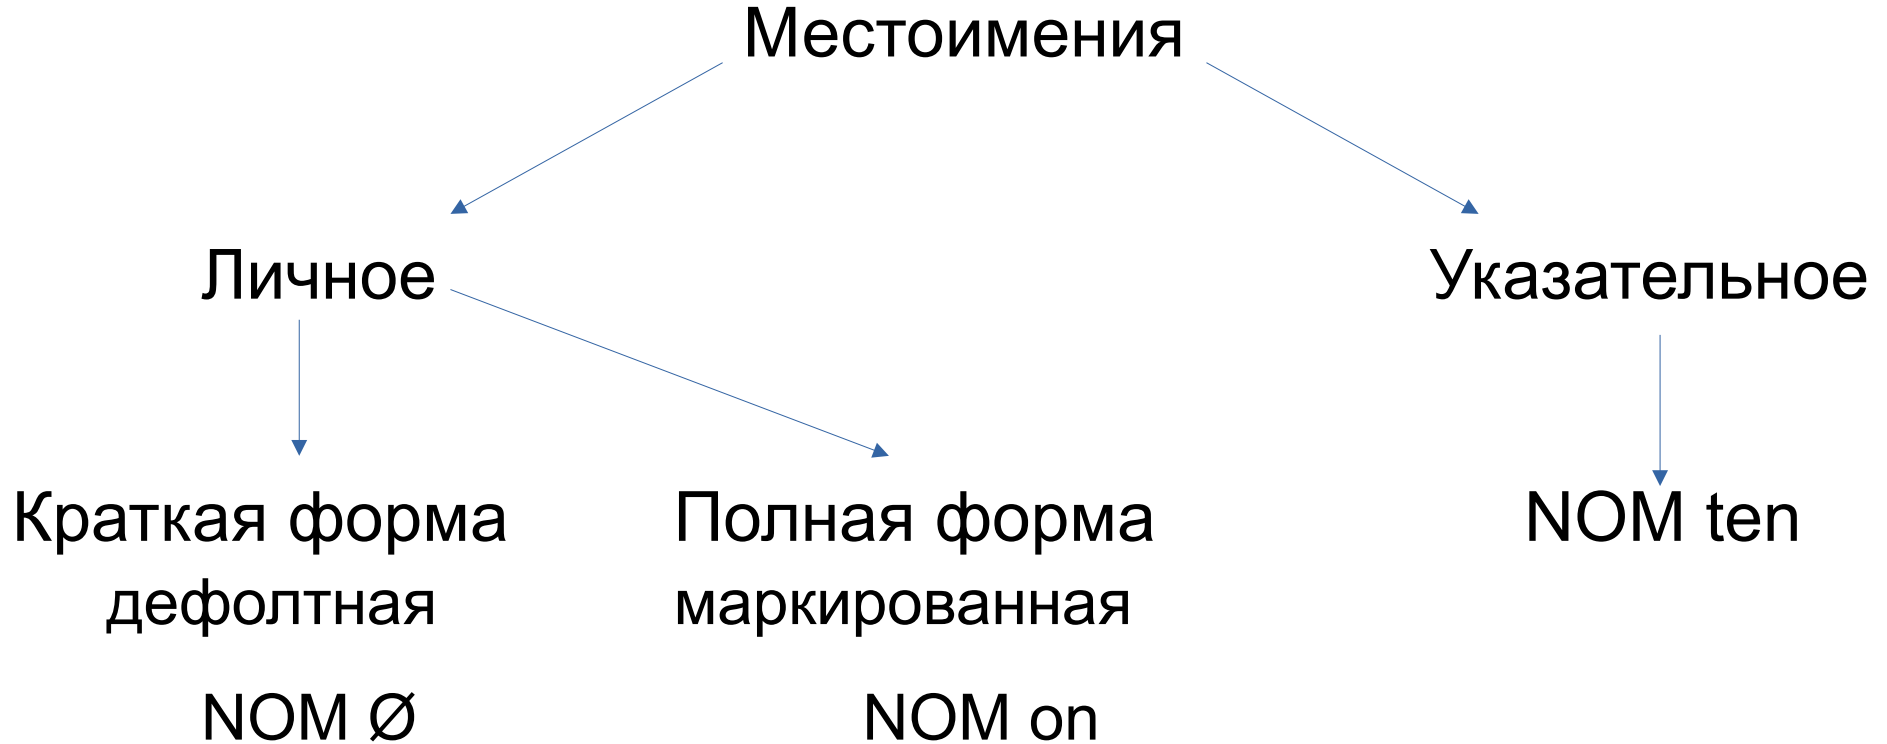 Местоимения
Личное
Указательное
Краткая форма
дефолтная
NOM Ø
Полная форма
маркированная
NOM on
NOM ten